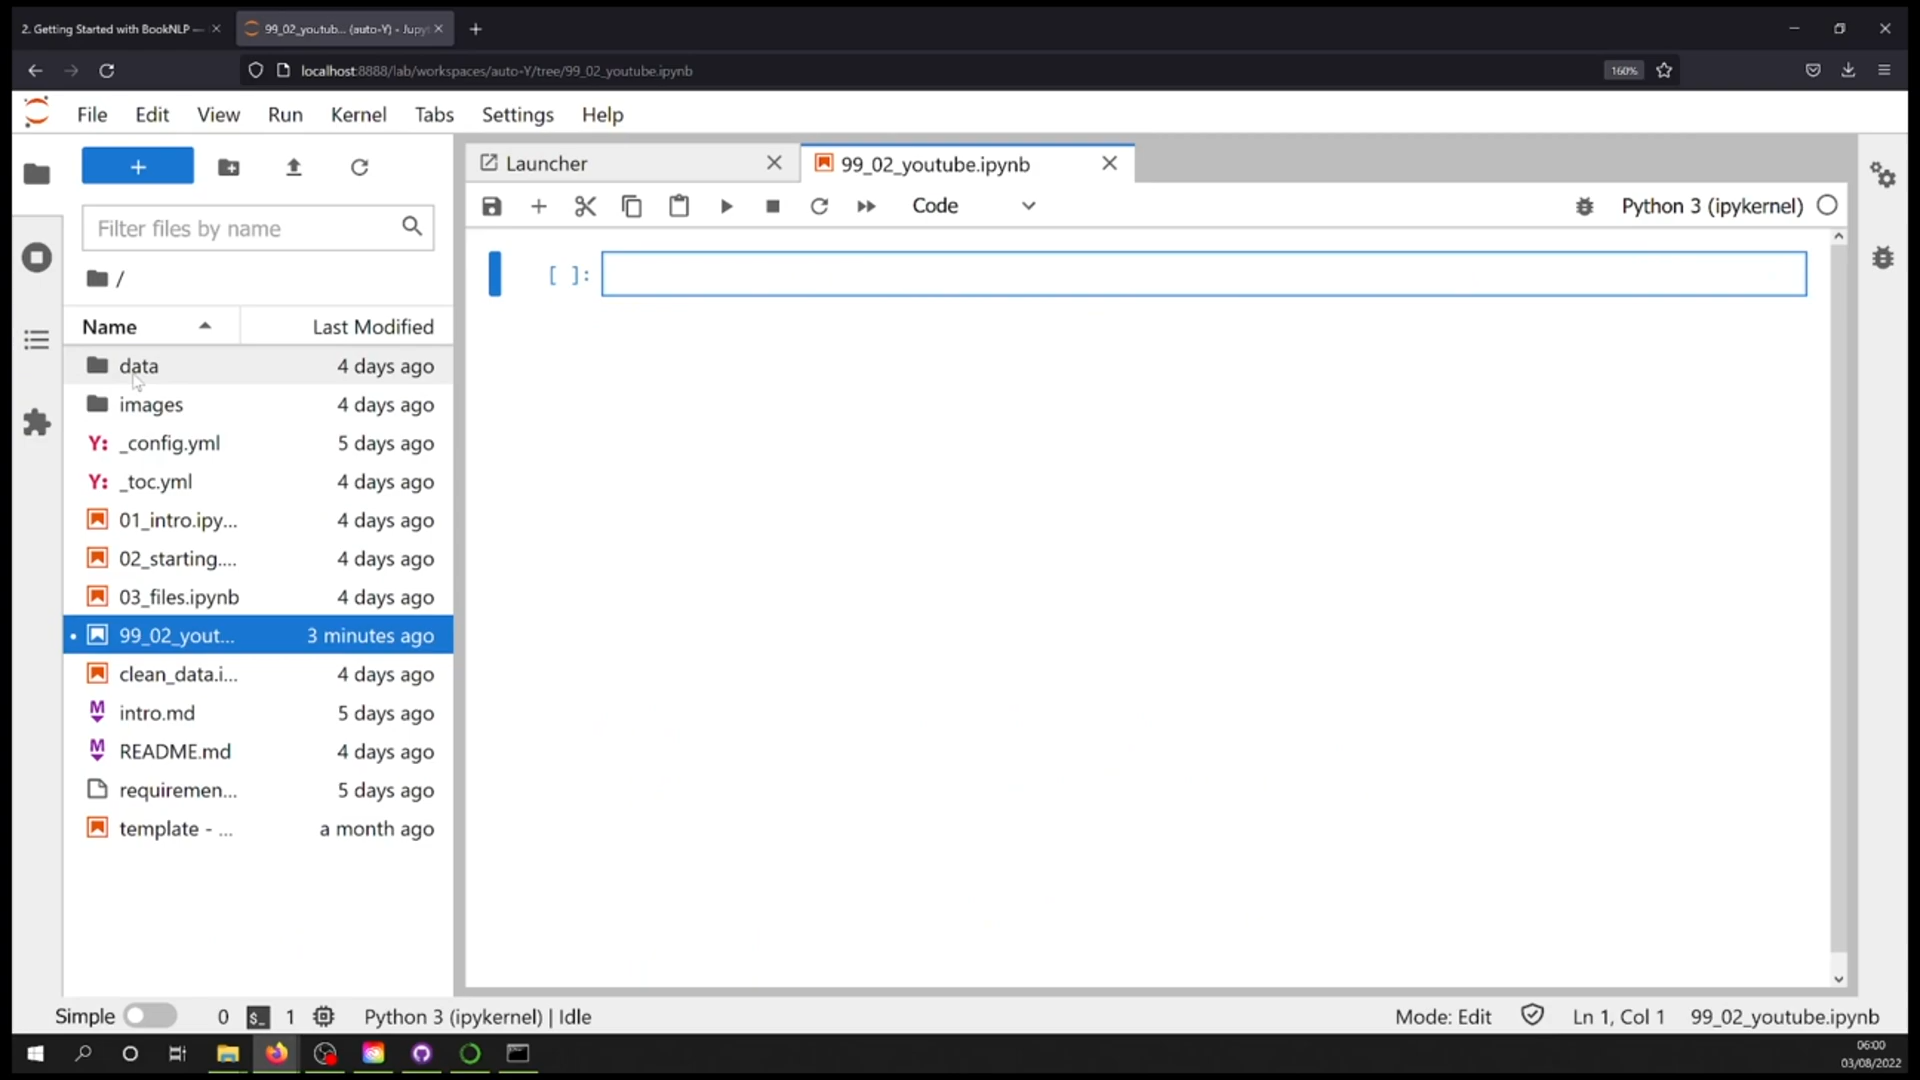 2. Getting Started with BookNLP —
99_02_youtub... (auto-Y) - Jupyt
localhost:8888/lab/workspaces/auto-Y/tree/99_02_youtube.ipynb
160%
File Edit View Run Kernel Tabs Settings Help
Launcher
99_02_youtube.ipynb
Code
Python 3 (ipykernel)
Filter files by name
/
Name Last Modified
data 4 days ago
images 4 days ago
Y: _config.yml 5 days ago
Y: _toc.yml 4 days ago
01_intro.ipy... 4 days ago
02_starting.... 4 days ago
03_files.ipynb 4 days ago
99_02_yout... 3 minutes ago
clean_data.i... 4 days ago
M intro.md 5 days ago
M README.md 4 days ago
requiremen... 5 days ago
template - ... a month ago
[ ]:
Simple 0 $_ 1 Python 3 (ipykernel) | Idle
Mode: Edit Ln 1, Col 1 99_02_youtube.ipynb
06:00
03/08/2022